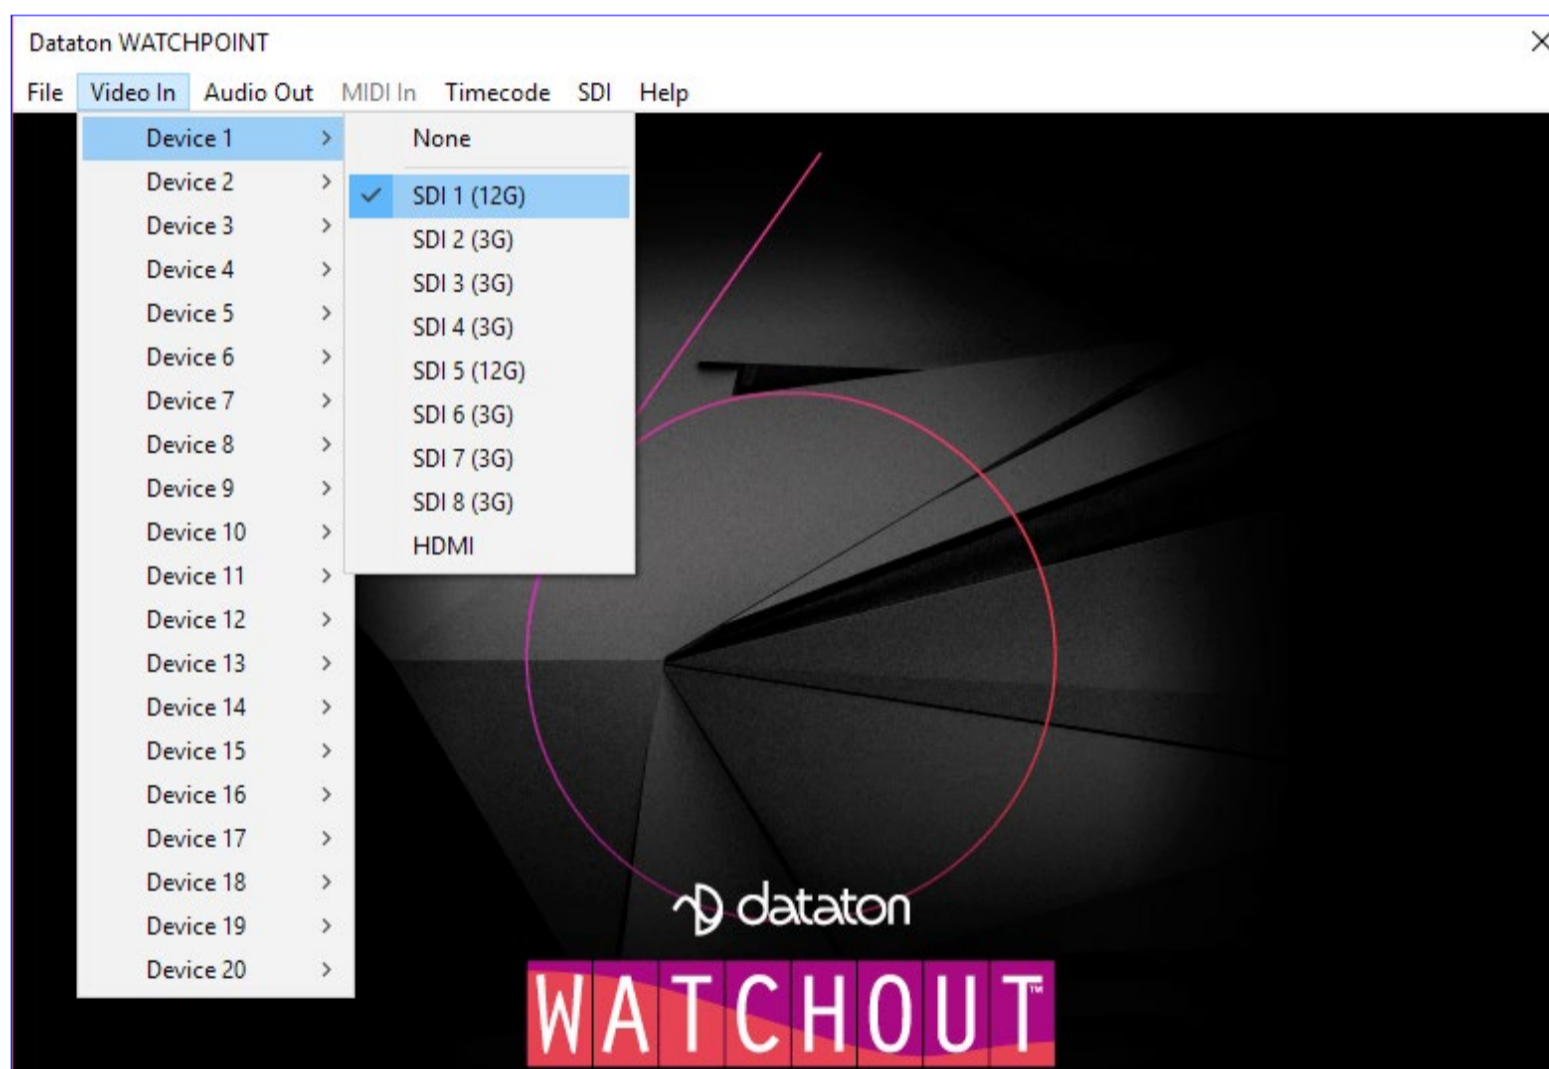 Dataton WATCHPOINT
File Video In Audio Out MIDI In Timecode SDI Help
Device 1
Device 2
Device 3
Device 4
Device 5
Device 6
Device 7
Device 8
Device 9
Device 10
Device 11
Device 12
Device 13
Device 14
Device 15
Device 16
Device 17
Device 18
Device 19
Device 20
None
SDI 1 (12G)
SDI 2 (3G)
SDI 3 (3G)
SDI 4 (3G)
SDI 5 (12G)
SDI 6 (3G)
SDI 7 (3G)
SDI 8 (3G)
HDMI
dataton
WATCHOUT™